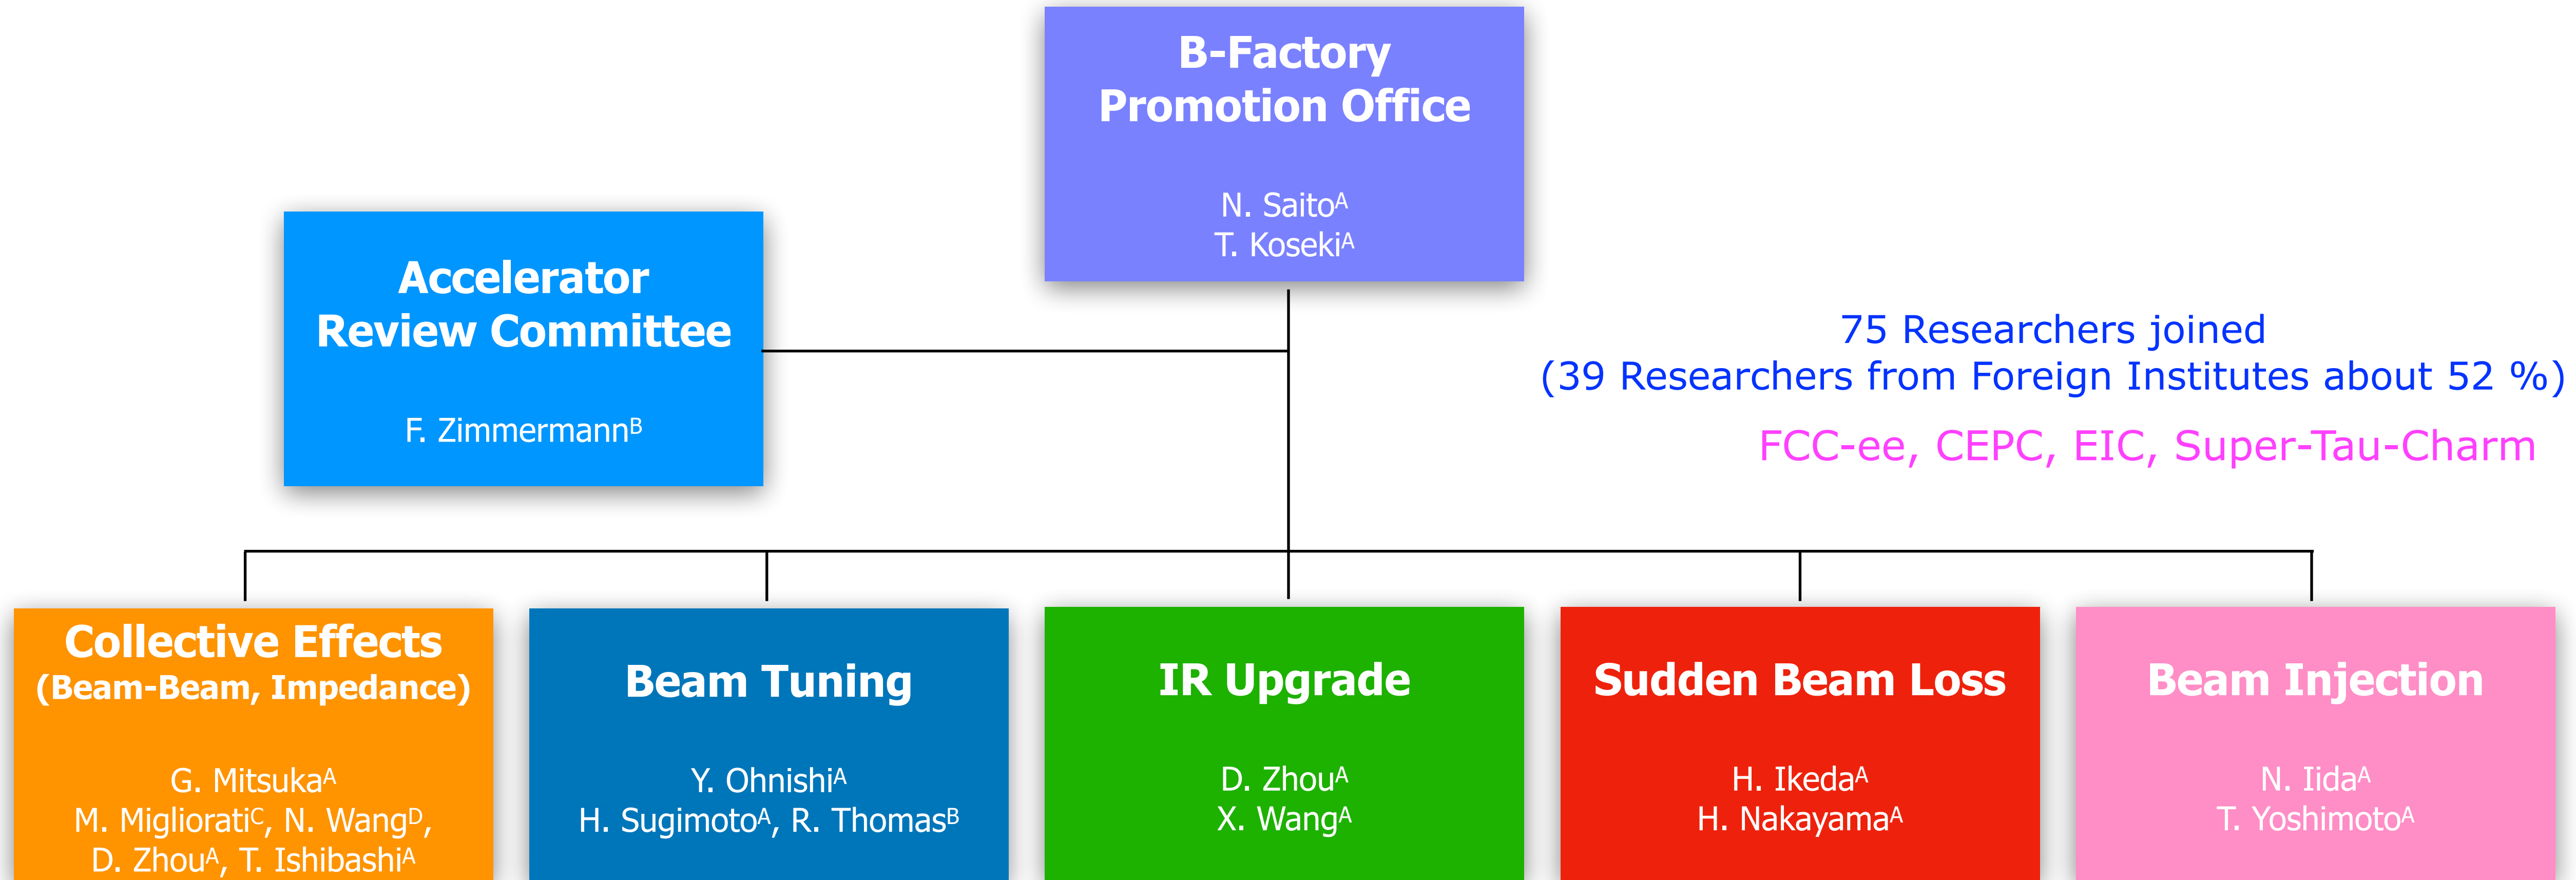 B-Factory
Promotion Office
N. Saitoᴬ
T. Kosekiᴬ
Accelerator
Review Committee
F. Zimmermannᴮ
75 Researchers joined
(39 Researchers from Foreign Institutes about 52 %)
FCC-ee, CEPC, EIC, Super-Tau-Charm
Collective Effects
(Beam-Beam, Impedance)
G. Mitsukaᴬ
M. Miglioratiᶜ, N. Wangᴰ,
D. Zhouᴬ, T. Ishibashiᴬ
Beam Tuning
Y. Ohnishiᴬ
H. Sugimotoᴬ, R. Thomasᴮ
IR Upgrade
D. Zhouᴬ
X. Wangᴬ
Sudden Beam Loss
H. Ikedaᴬ
H. Nakayamaᴬ
Beam Injection
N. Iidaᴬ
T. Yoshimotoᴬ